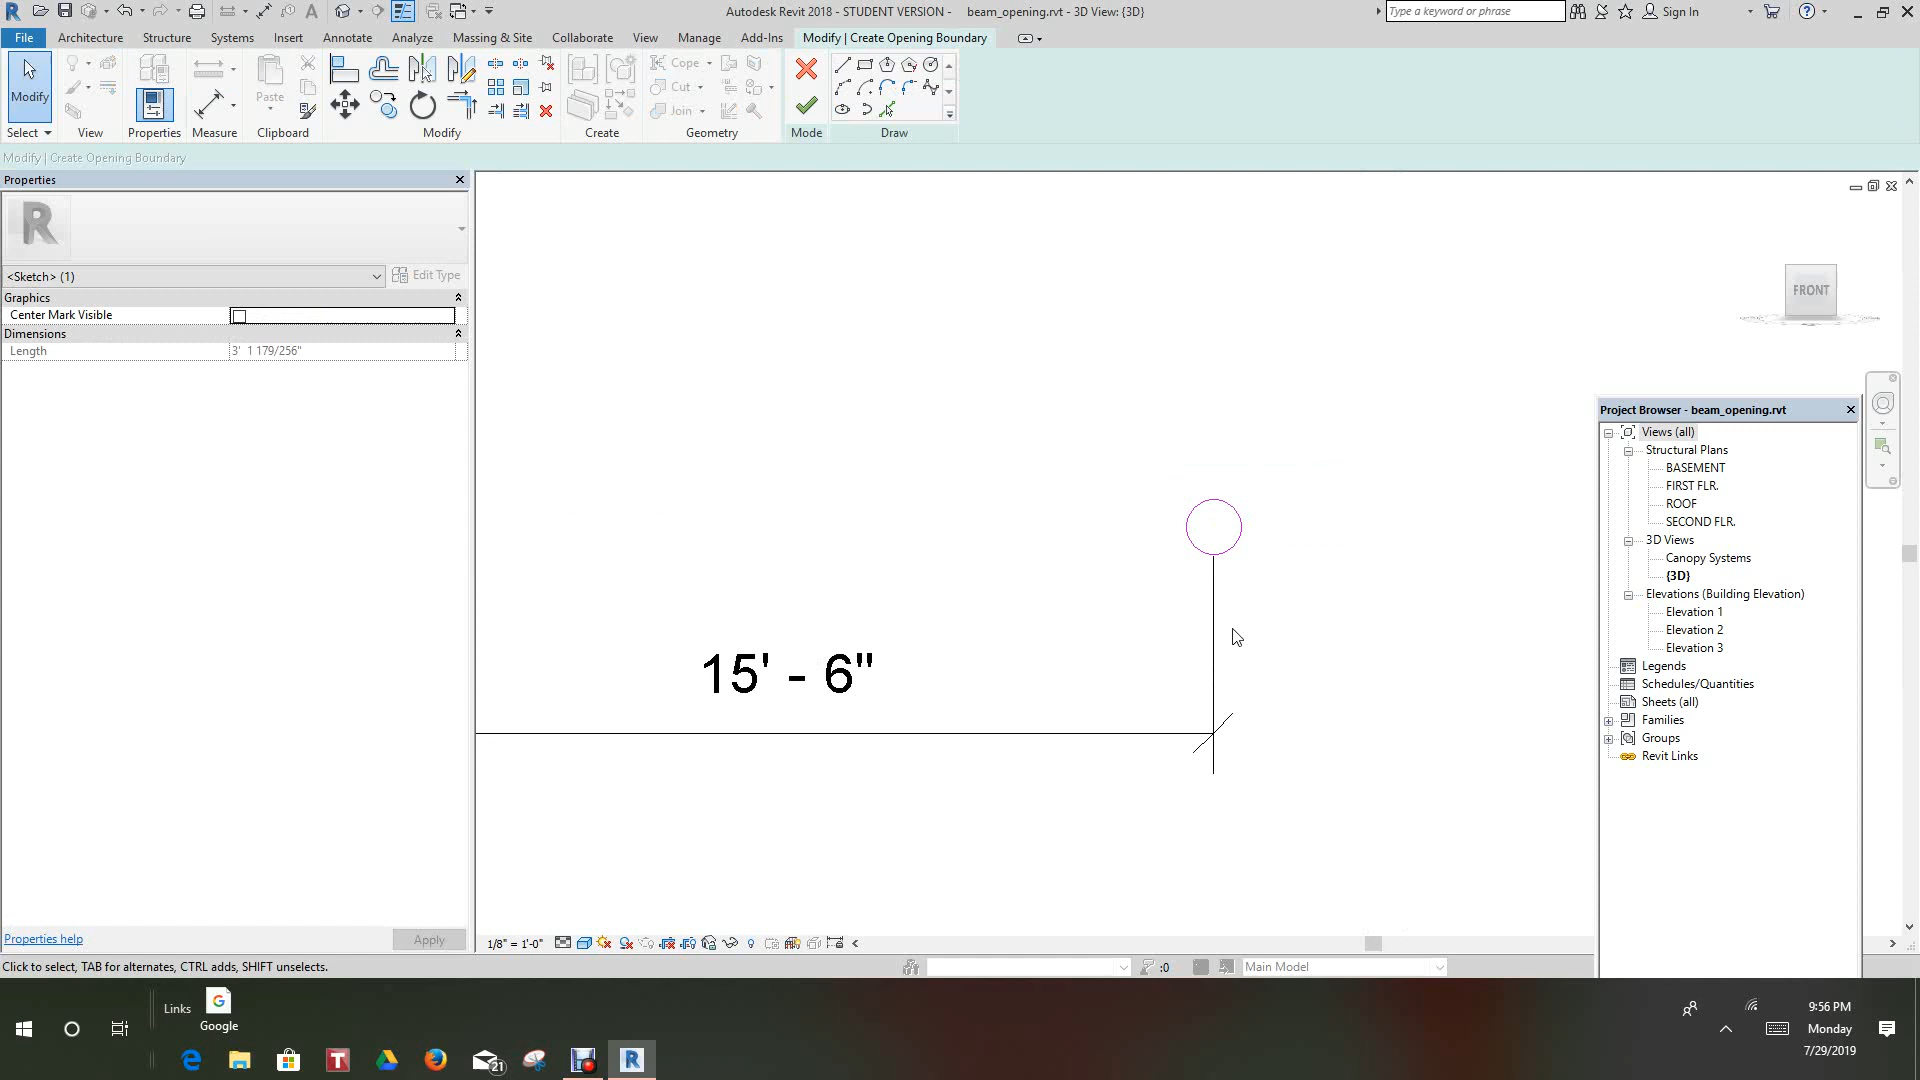 Autodesk Revit 2018 - STUDENT VERSION - beam_opening.rvt - 3D View: {3D}
Type a keyword or phrase
Sign In
File Architecture Structure Systems Insert Annotate Analyze Massing & Site Collaborate View Manage Add-Ins Modify | Create Opening Boundary
Modify
Paste
Cope
Cut
Join
Select View Properties Measure Clipboard Modify Create Geometry Mode Draw
Modify | Create Opening Boundary
Properties
<Sketch> (1)
Edit Type
Graphics
Center Mark Visible
Dimensions
Length 3' 1 179/256"
Properties help
Apply
FRONT
15' - 6"
Project Browser - beam_opening.rvt
Views (all)
Structural Plans
BASEMENT
FIRST FLR.
ROOF
SECOND FLR.
3D Views
Canopy Systems
{3D}
Elevations (Building Elevation)
Elevation 1
Elevation 2
Elevation 3
Legends
Schedules/Quantities
Sheets (all)
Families
Groups
Revit Links
1/8" = 1'-0"
Click to select, TAB for alternates, CTRL adds, SHIFT unselects.
:0
Main Model
Links
Google
21
9:56 PM
Monday
7/29/2019